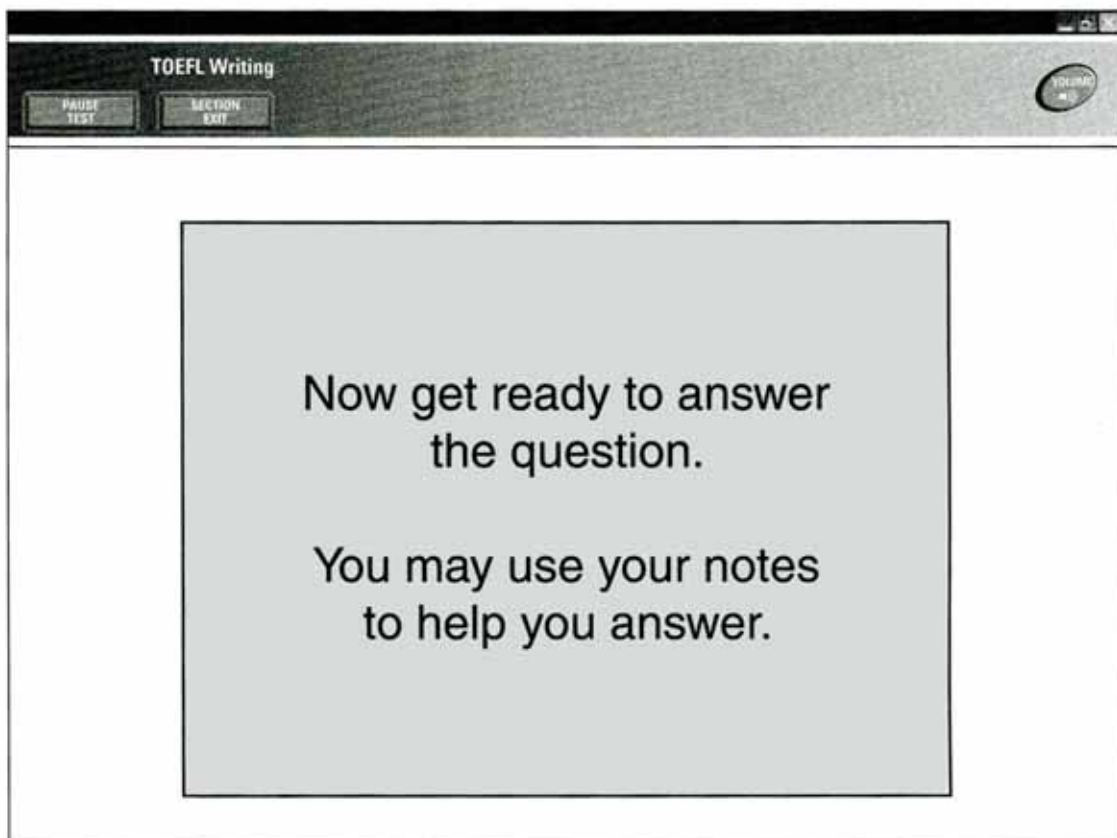 TOEFL Writing
PAUSE
TEST
SECTION
EXIT
VOLUME
Now get ready to answer
the question.
You may use your notes
to help you answer.